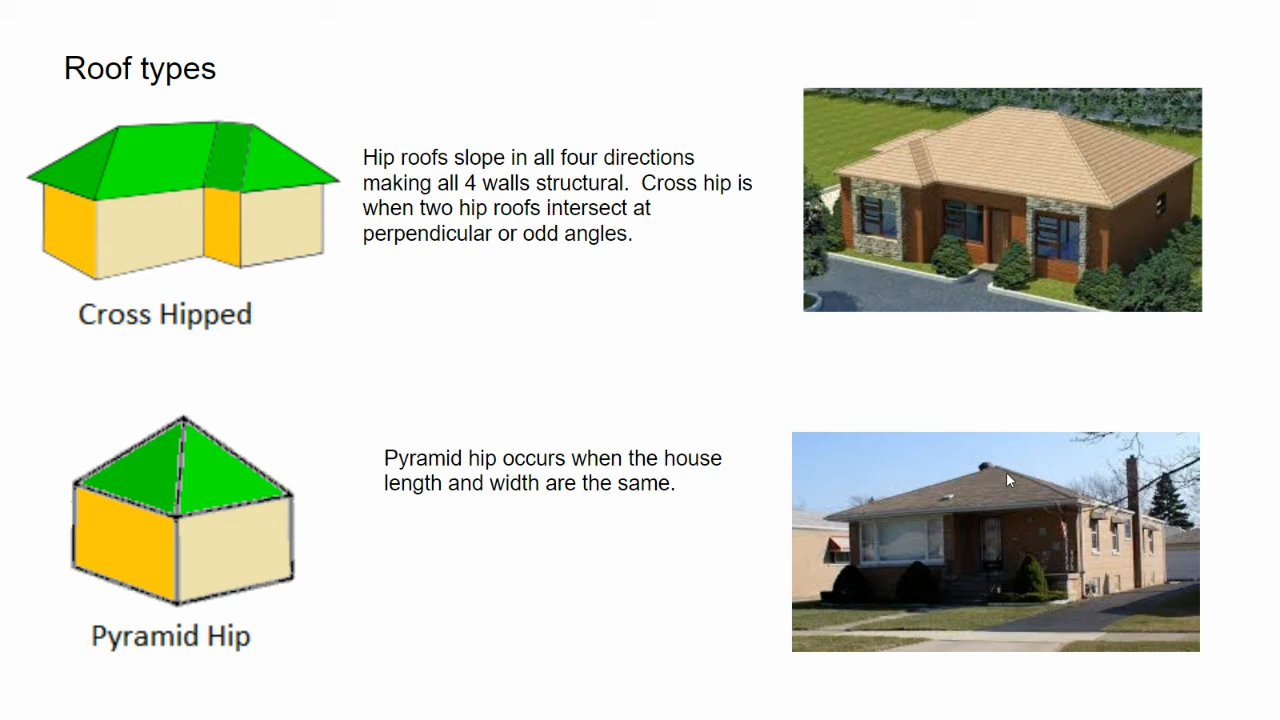 Roof types
Hip roofs slope in all four directions
making all 4 walls structural.  Cross hip is
when two hip roofs intersect at
perpendicular or odd angles.
Cross Hipped
Pyramid hip occurs when the house
length and width are the same.
Pyramid Hip